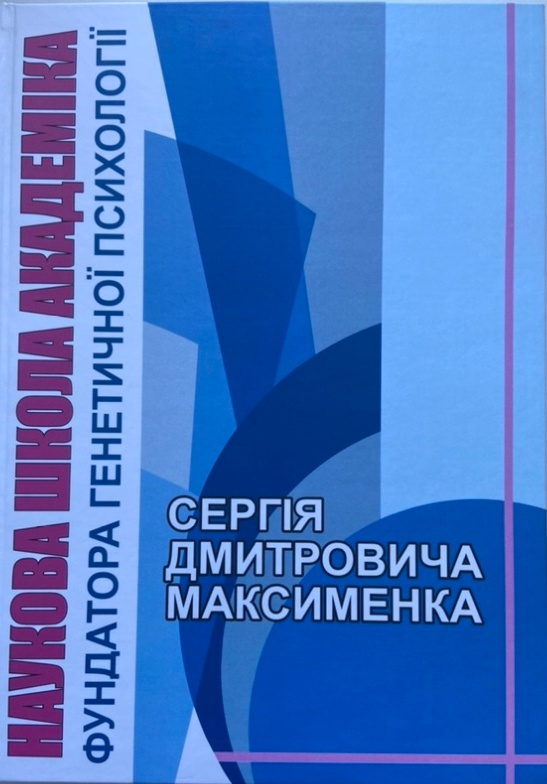 НАУКОВА ШКОЛА АКАДЕМІКА
ФУНДАТОРА ГЕНЕТИЧНОЇ ПСИХОЛОГІЇ
СЕРГІЯ
ДМИТРОВИЧА
МАКСИМЕНКА